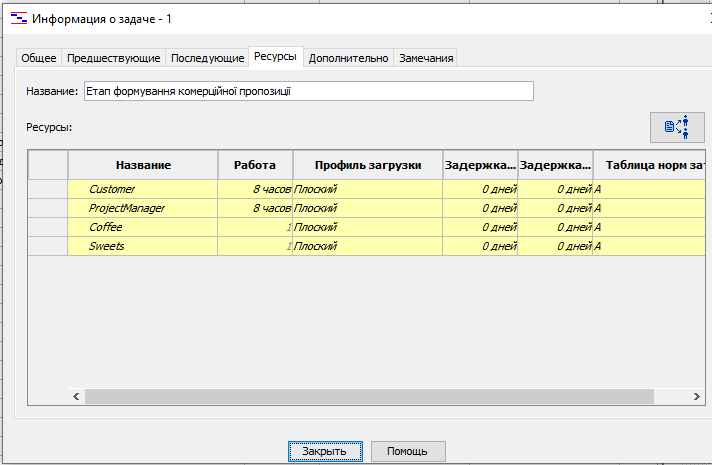 Информация о задаче - 1
Общее Предшествующие Последующие Ресурсы Дополнительно Замечания
Название: Етап формування комерційної пропозиції
Ресурсы:
Название Работа Профиль загрузки Задержка... Задержка... Таблица норм зат
Customer 8 часов Плоский 0 дней 0 дней A
ProjectManager 8 часов Плоский 0 дней 0 дней A
Coffee 1 Плоский 0 дней 0 дней A
Sweets 1 Плоский 0 дней 0 дней A
Закрыть Помощь